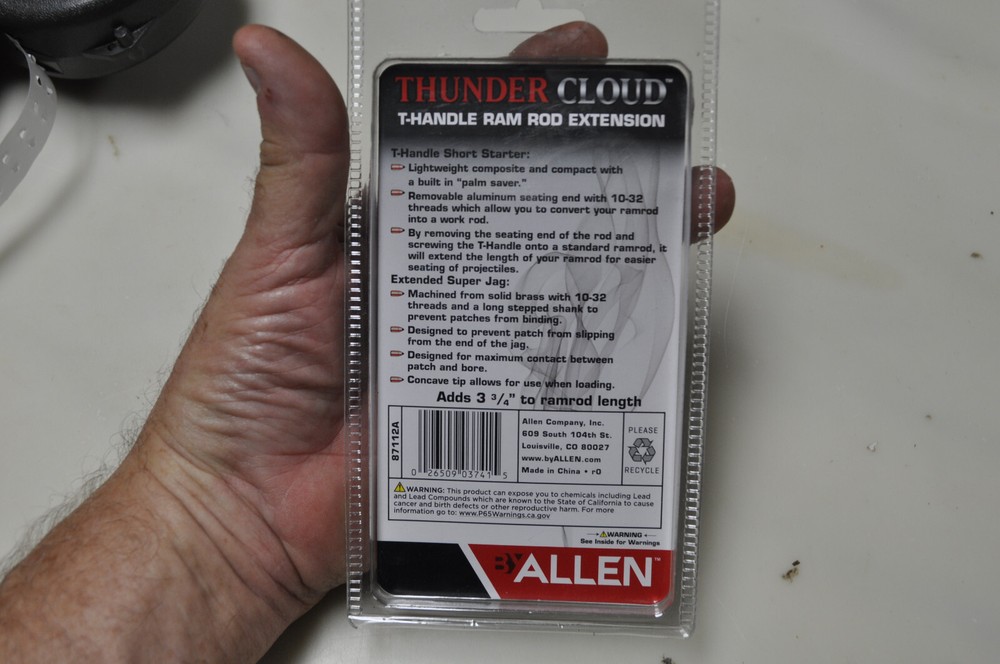 THUNDER CLOUD™
T-HANDLE RAM ROD EXTENSION
T-Handle Short Starter:
Lightweight composite and compact with
a built in "palm saver."
Removable aluminum seating end with 10-32
threads which allow you to convert your ramrod
into a work rod.
By removing the seating end of the rod and
screwing the T-Handle onto a standard ramrod, it
will extend the length of your ramrod for easier
seating of projectiles.
Extended Super Jag:
Machined from solid brass with 10-32
threads and a long stepped shank to
prevent patches from binding.
Designed to prevent patch from slipping
from the end of the jag.
Designed for maximum contact between
patch and bore.
Concave tip allows for use when loading.
Adds 3 3/4" to ramrod length
87112A
0 26509 03741 5
Allen Company, Inc.
609 South 104th St.
Louisville, CO 80027
www.byALLEN.com
Made in China • r0
PLEASE
RECYCLE
WARNING: This product can expose you to chemicals including Lead
and Lead Compounds which are known to the State of California to cause
cancer and birth defects or other reproductive harm. For more
information go to: www.P65Warnings.ca.gov
WARNING
See Inside for Warnings
BY ALLEN™